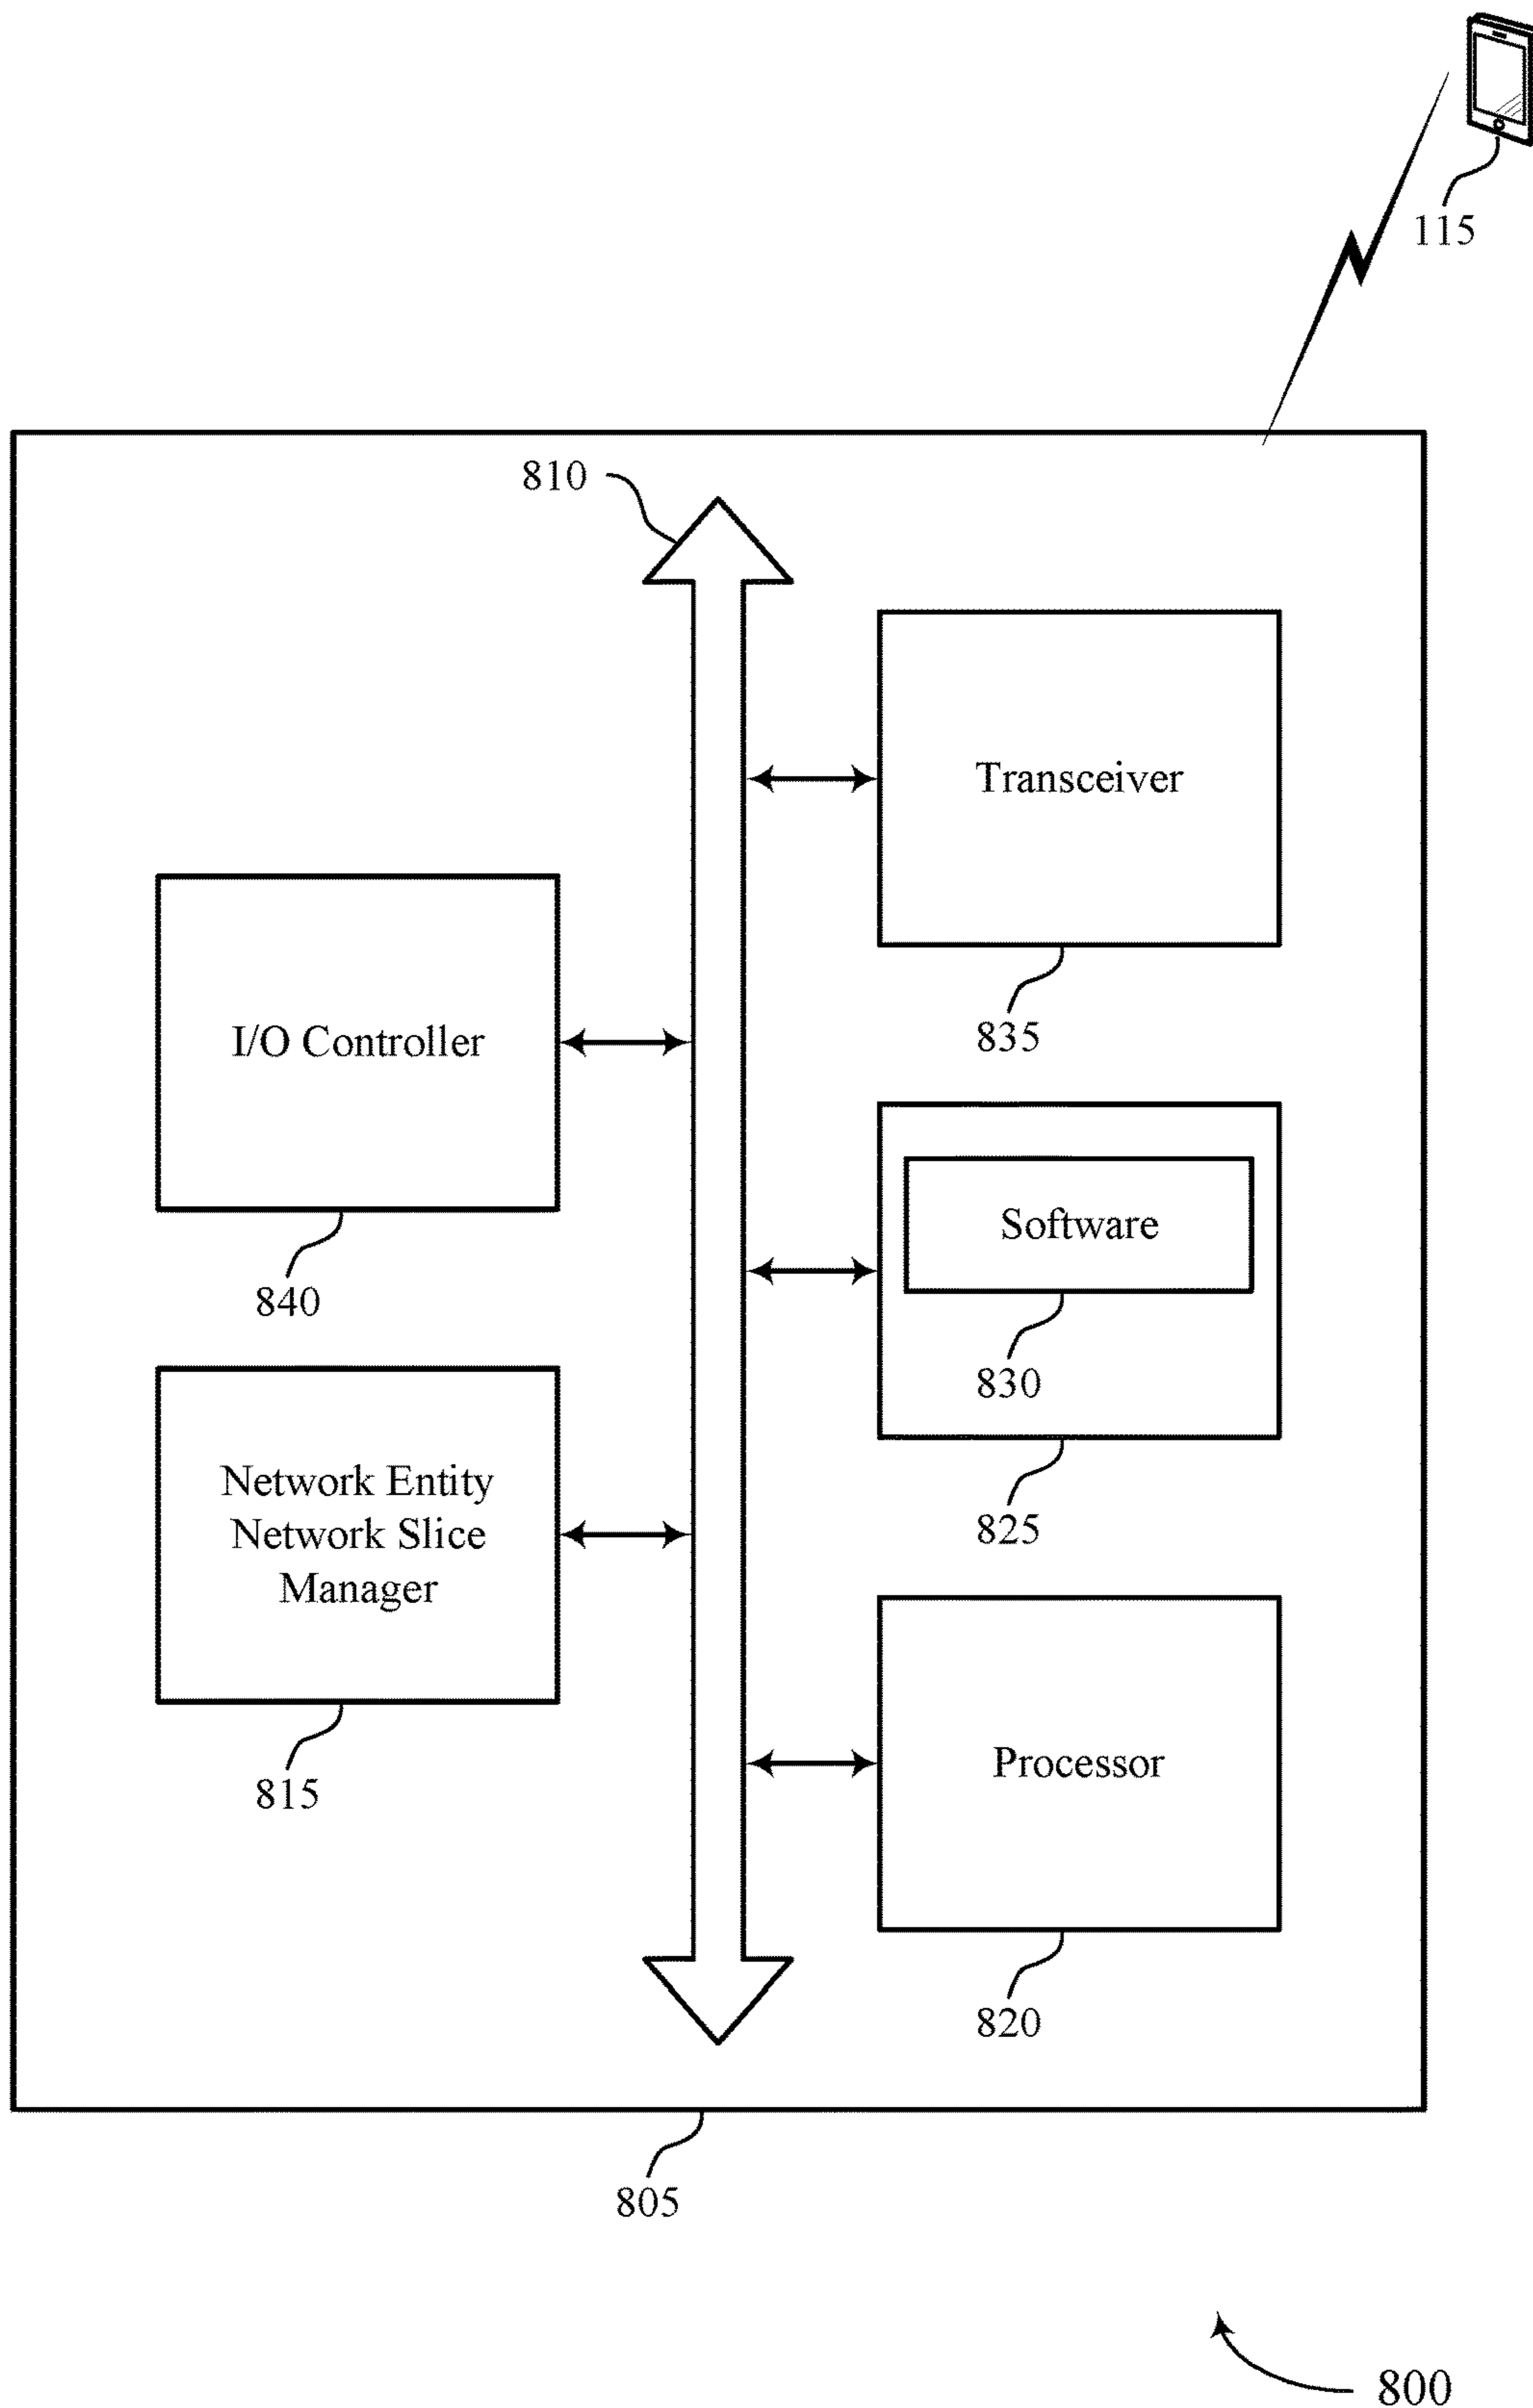 115
810
Transceiver
835
I/O Controller
840
Software
830
825
Network Entity
Network Slice
Manager
815
Processor
820
805
800